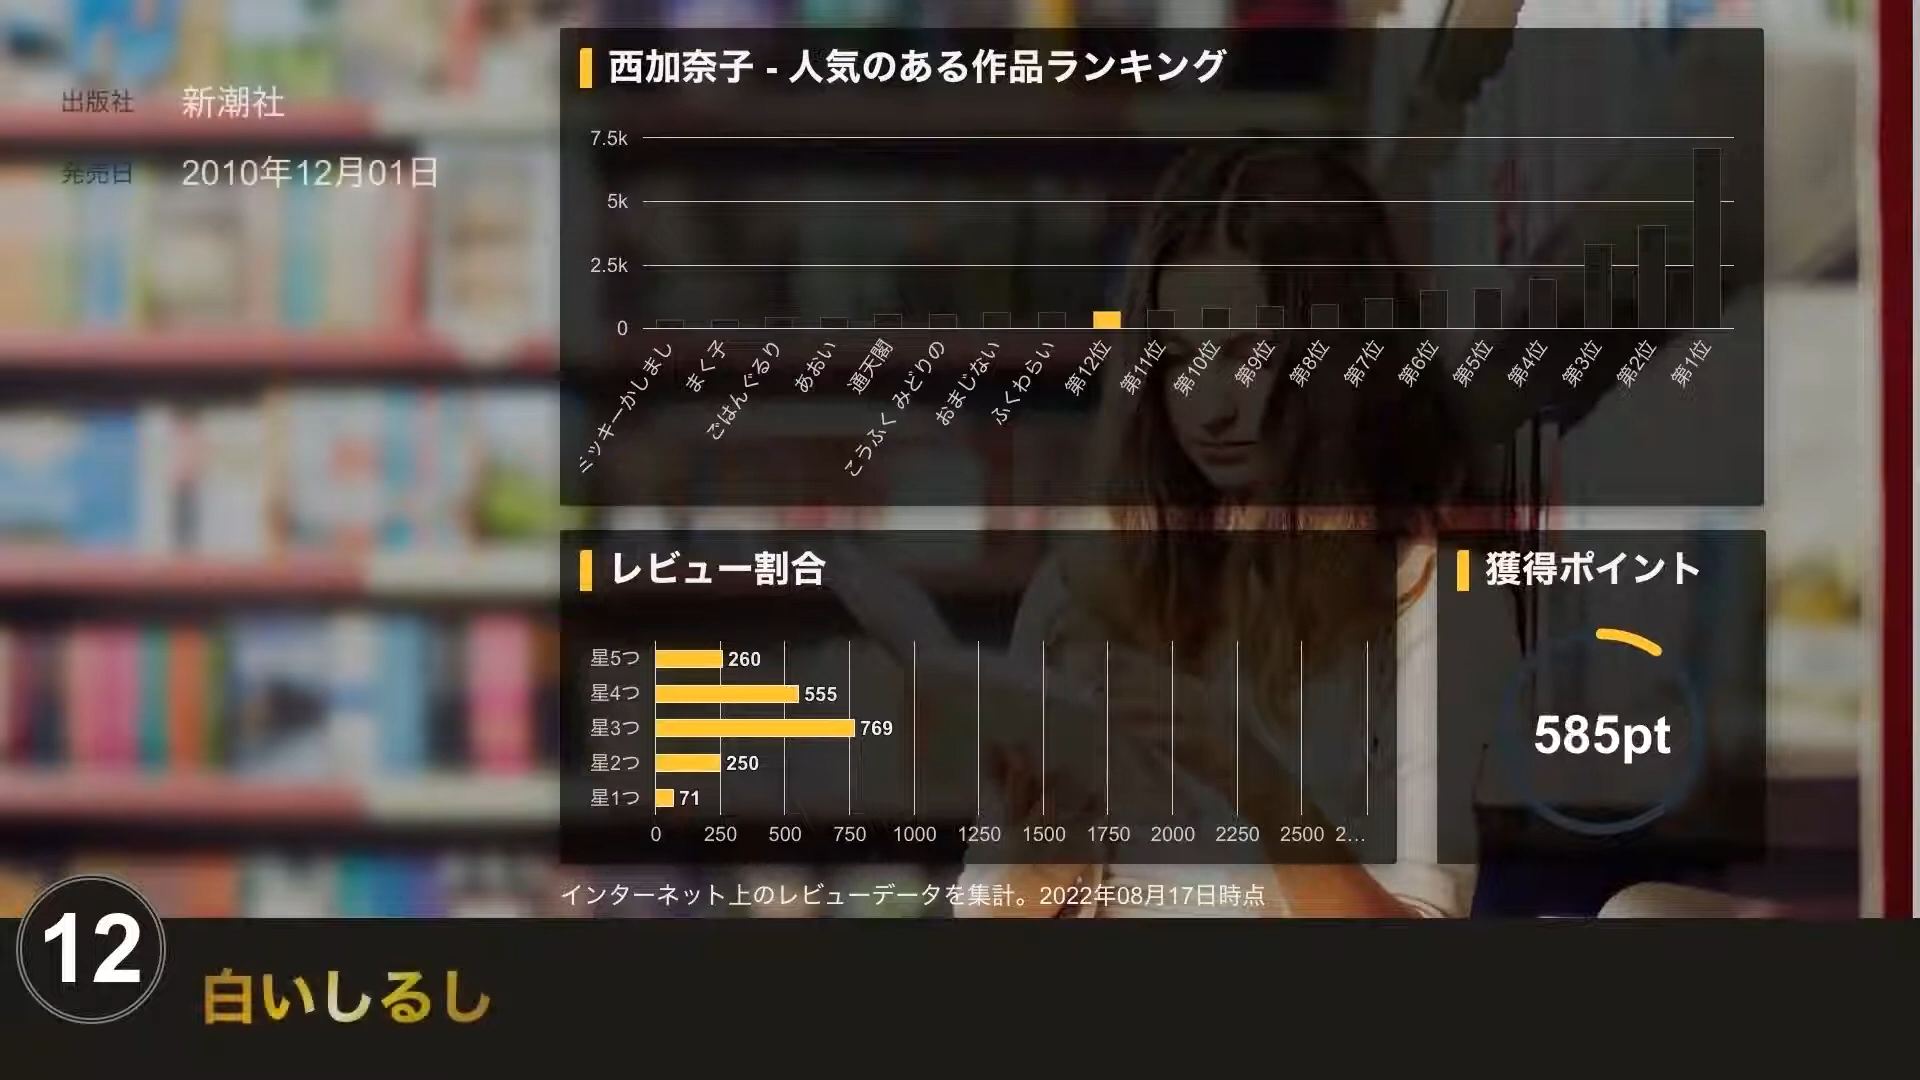 出版社 新潮社
発売日 2010年12月01日
西加奈子 - 人気のある作品ランキング
7.5k
5k
2.5k
0
ミッキーかしまし
まく子
ごはんぐるり
あおい
通天閣
こうふく みどりの
おまじない
ふくわらい
第12位
第11位
第10位
第9位
第8位
第7位
第6位
第5位
第4位
第3位
第2位
第1位
レビュー割合
星5つ 260
星4つ 555
星3つ 769
星2つ 250
星1つ 71
0 250 500 750 1000 1250 1500 1750 2000 2250 2500 2...
獲得ポイント
585pt
インターネット上のレビューデータを集計。2022年08月17日時点
12
白いしるし